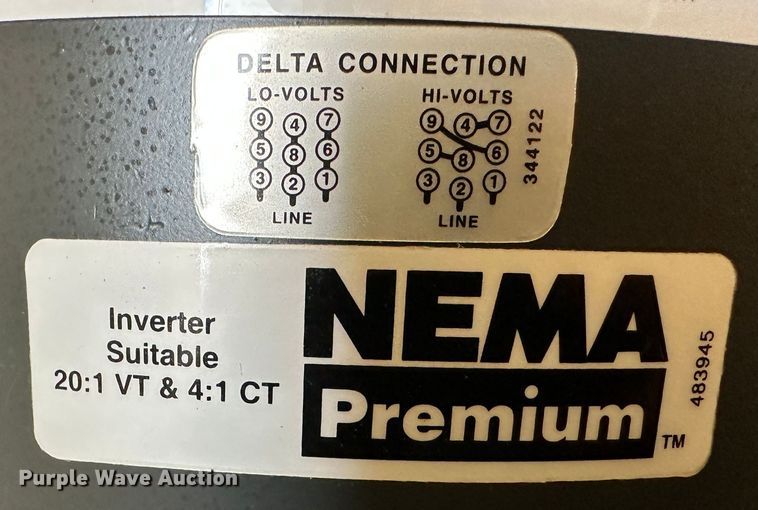 DELTA CONNECTION
LO-VOLTS
HI-VOLTS
9 4 7
5 8 6
3 2 1
LINE
9 4 7
5 8 6
3 2 1
LINE
344122
Inverter
Suitable
20:1 VT & 4:1 CT
NEMA
Premium
TM
483945
Purple Wave Auction